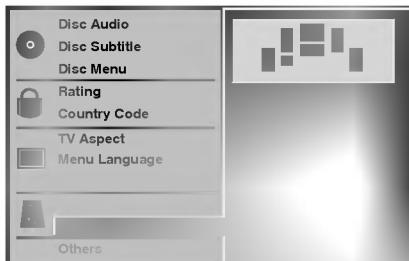 Disc Audio
Disc Subtitle
Disc Menu
Rating
Country Code
TV Aspect
Menu Language
Others